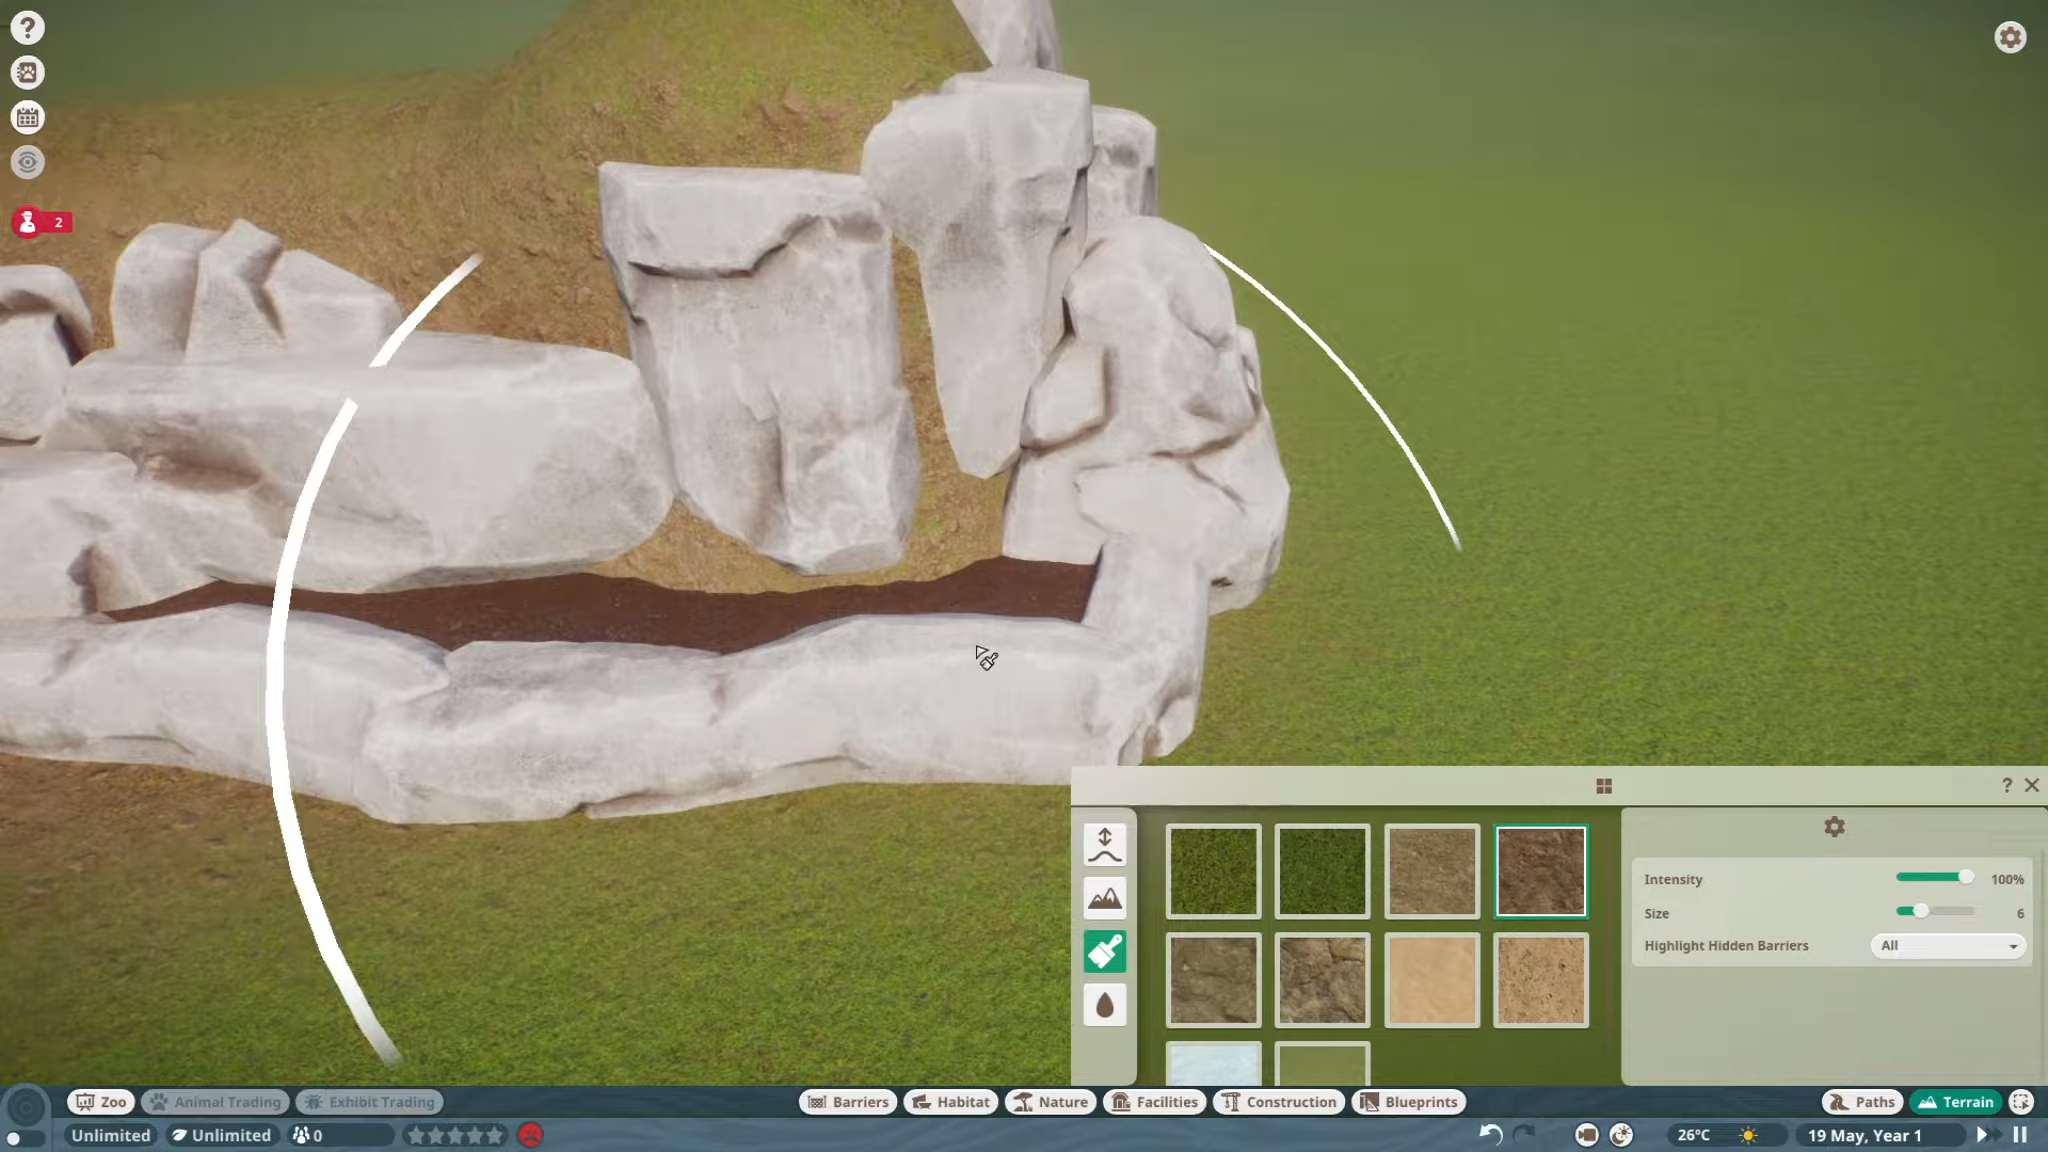 ?
2
?
Intensity 100%
Size 6
Highlight Hidden Barriers All
Zoo Animal Trading Exhibit Trading Barriers Habitat Nature Facilities Construction Blueprints Paths Terrain
Unlimited Unlimited 0 26°C 19 May, Year 1